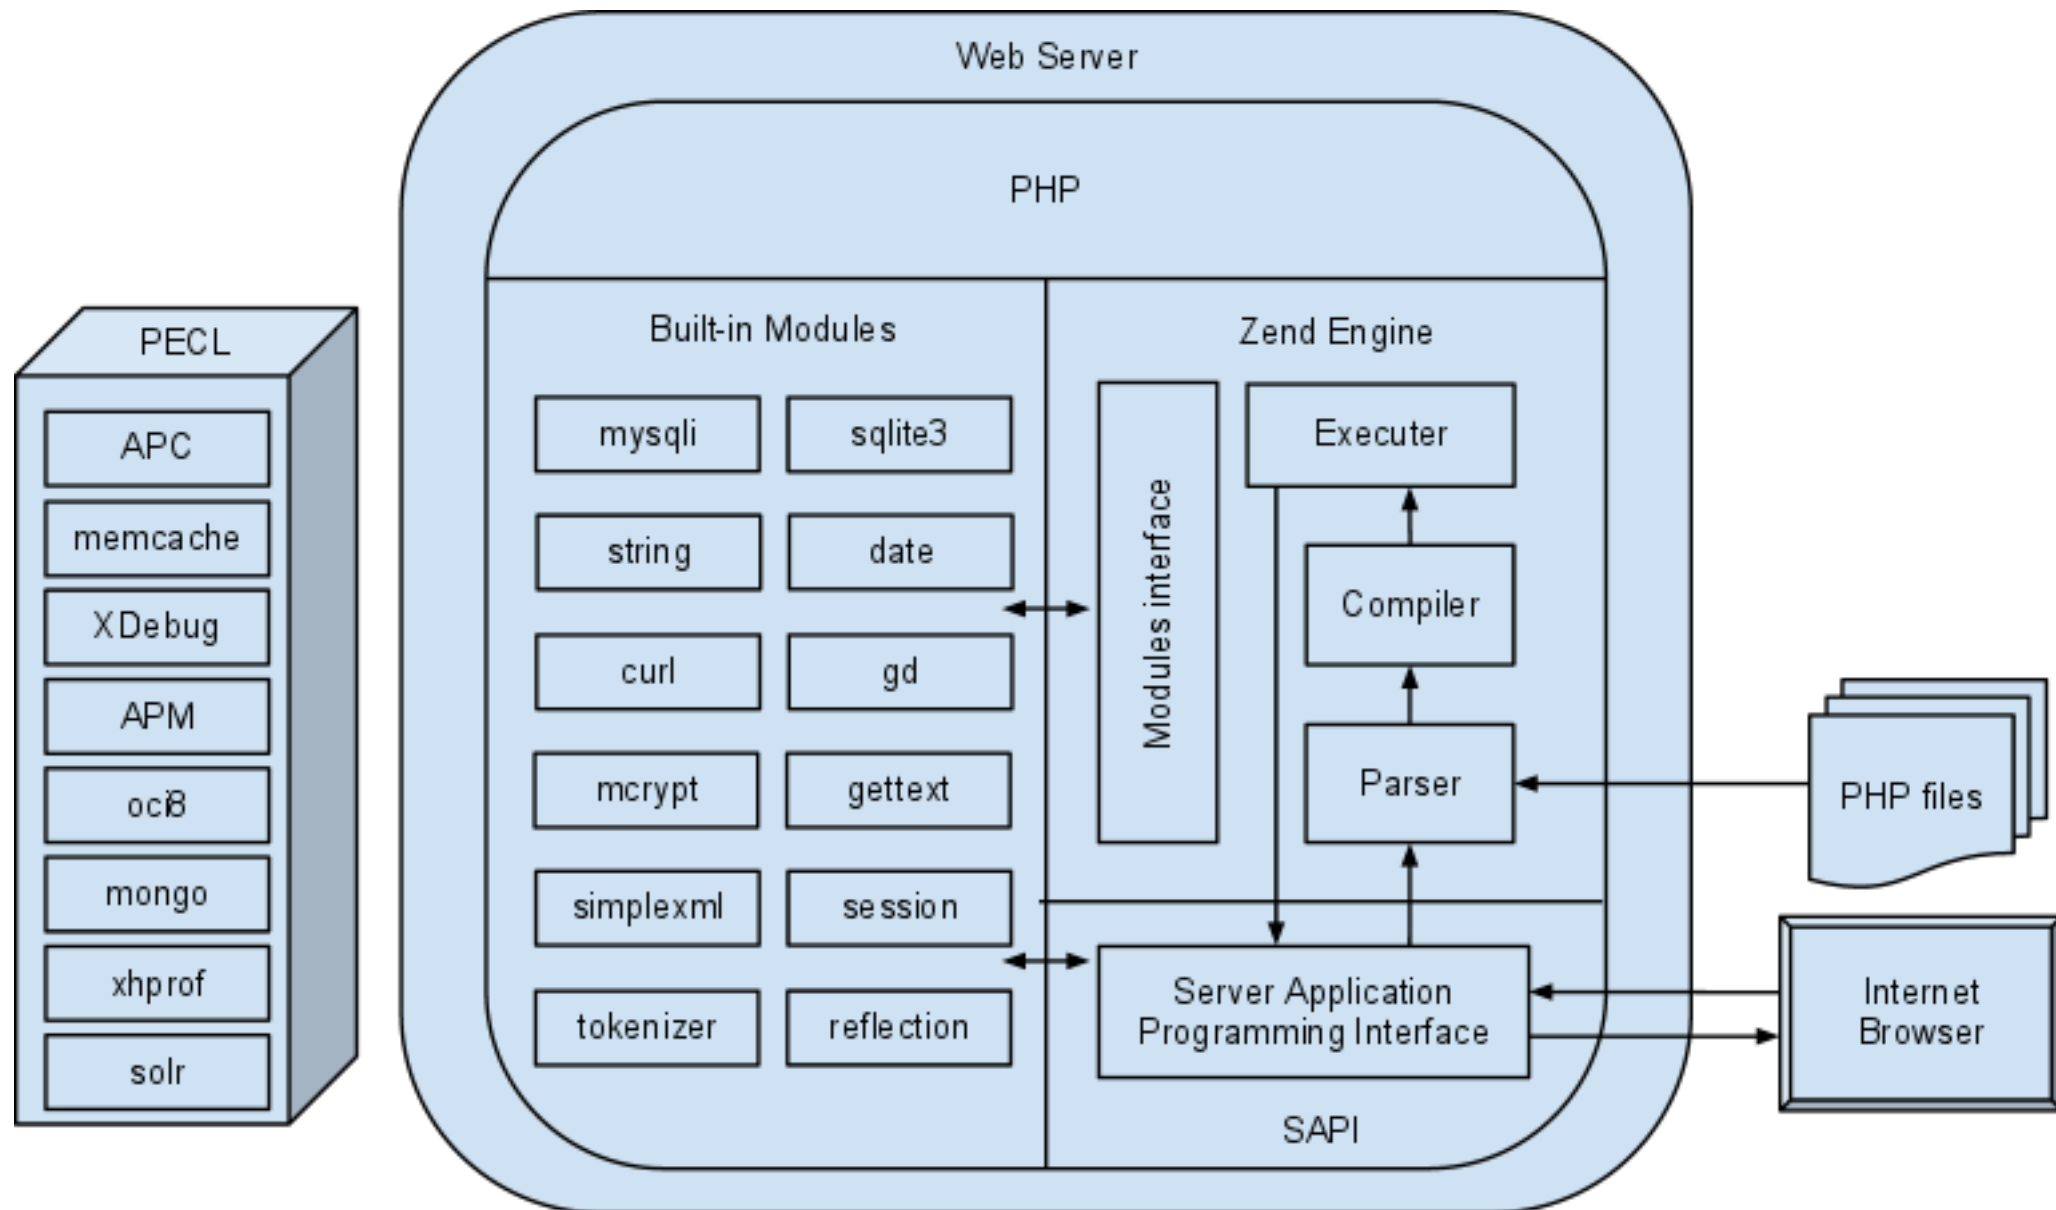 Web Server
PHP
PECL
APC
memcache
XDebug
APM
oci8
mongo
xhprof
solr
Built-in Modules
mysqli
sqlite3
string
date
curl
gd
mcrypt
gettext
simplexml
session
tokenizer
reflection
Zend Engine
Modules interface
Executer
Compiler
Parser
Server Application
Programming Interface
SAPI
PHP files
Internet
Browser